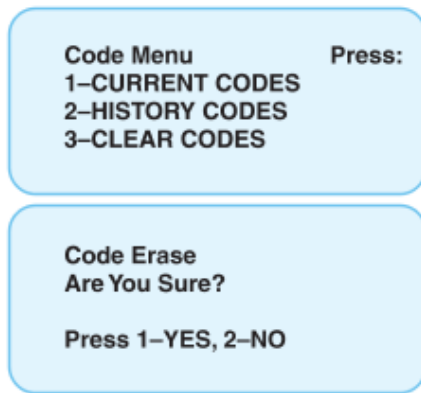 Code Menu Press:
1–CURRENT CODES
2–HISTORY CODES
3–CLEAR CODES
Code Erase
Are You Sure?
Press 1–YES, 2–NO